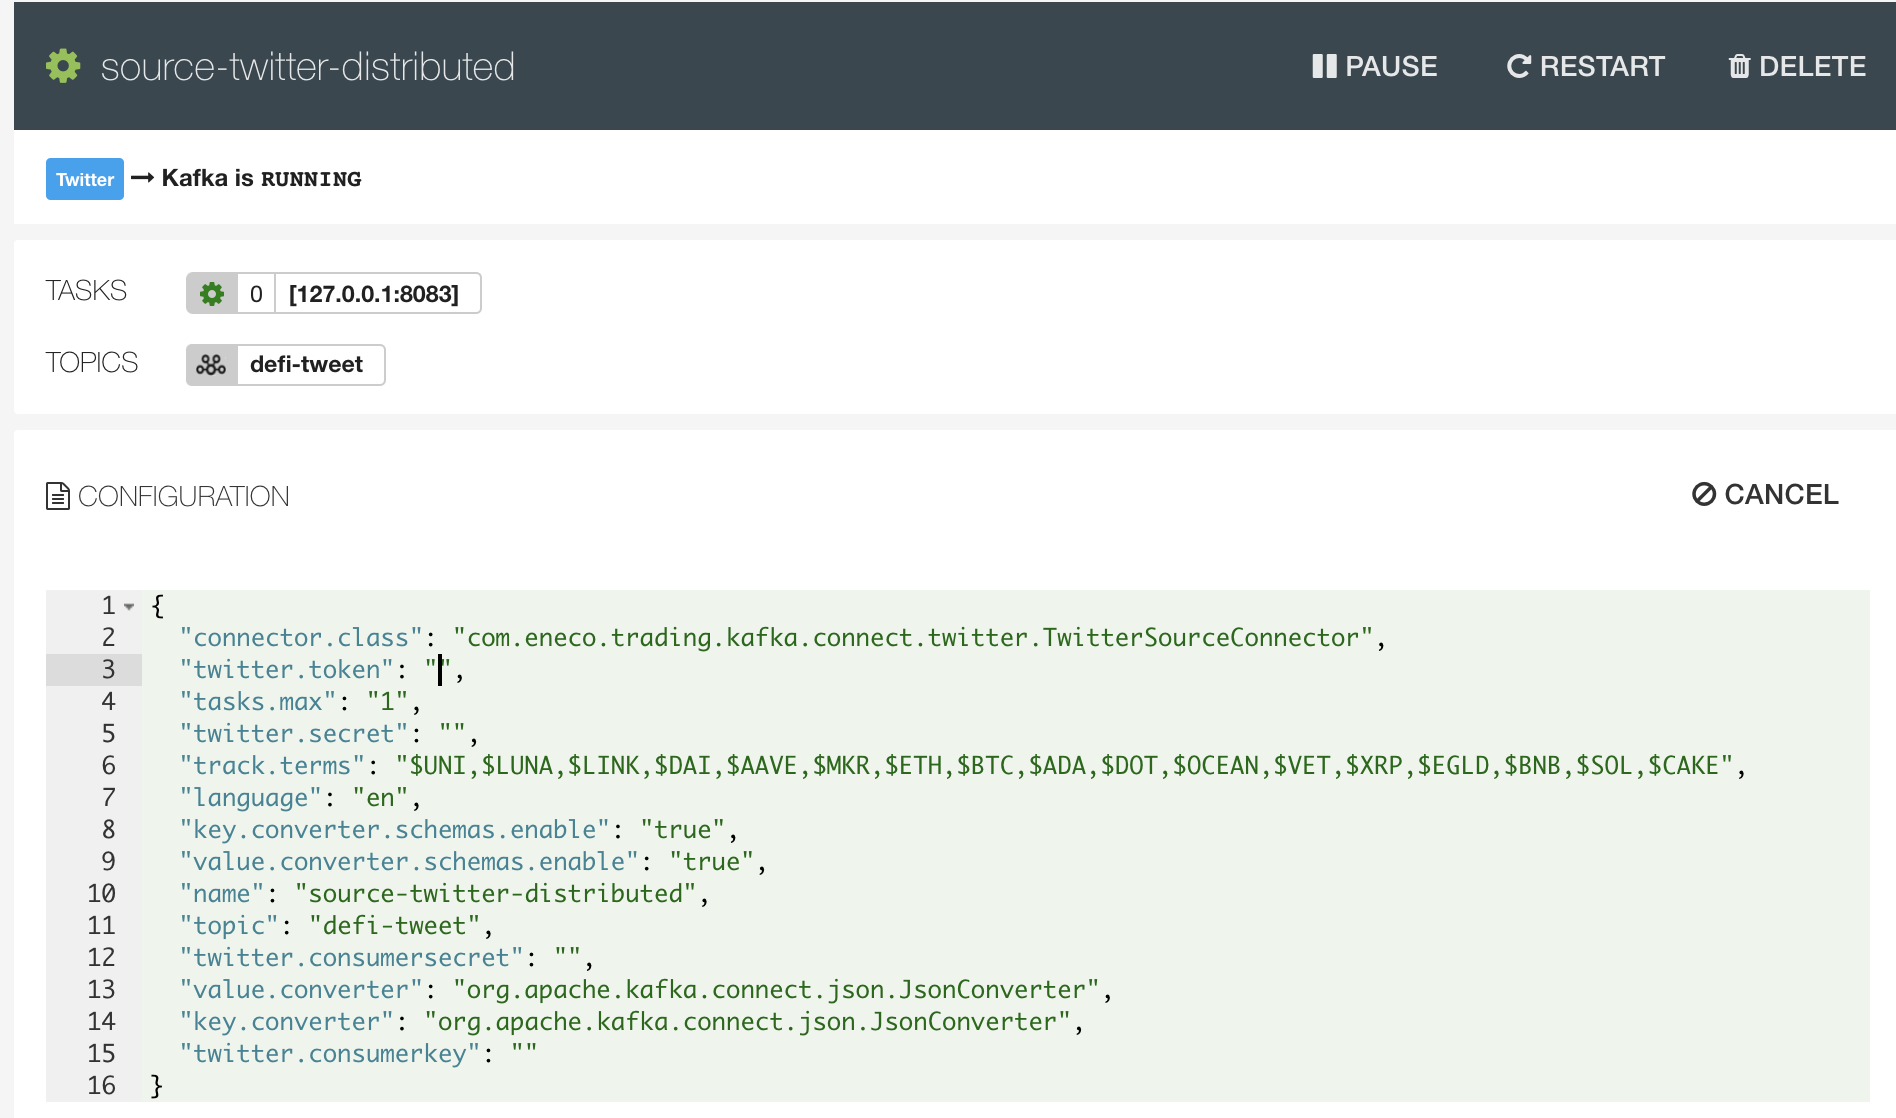 source-twitter-distributed PAUSE RESTART DELETE
Twitter → Kafka is RUNNING
TASKS 0 [127.0.0.1:8083]
TOPICS defi-tweet
CONFIGURATION CANCEL
1 {
2 "connector.class": "com.eneco.trading.kafka.connect.twitter.TwitterSourceConnector",
3 "twitter.token": "",
4 "tasks.max": "1",
5 "twitter.secret": "",
6 "track.terms": "$UNI,$LUNA,$LINK,$DAI,$AAVE,$MKR,$ETH,$BTC,$ADA,$DOT,$OCEAN,$VET,$XRP,$EGLD,$BNB,$SOL,$CAKE",
7 "language": "en",
8 "key.converter.schemas.enable": "true",
9 "value.converter.schemas.enable": "true",
10 "name": "source-twitter-distributed",
11 "topic": "defi-tweet",
12 "twitter.consumersecret": "",
13 "value.converter": "org.apache.kafka.connect.json.JsonConverter",
14 "key.converter": "org.apache.kafka.connect.json.JsonConverter",
15 "twitter.consumerkey": ""
16 }